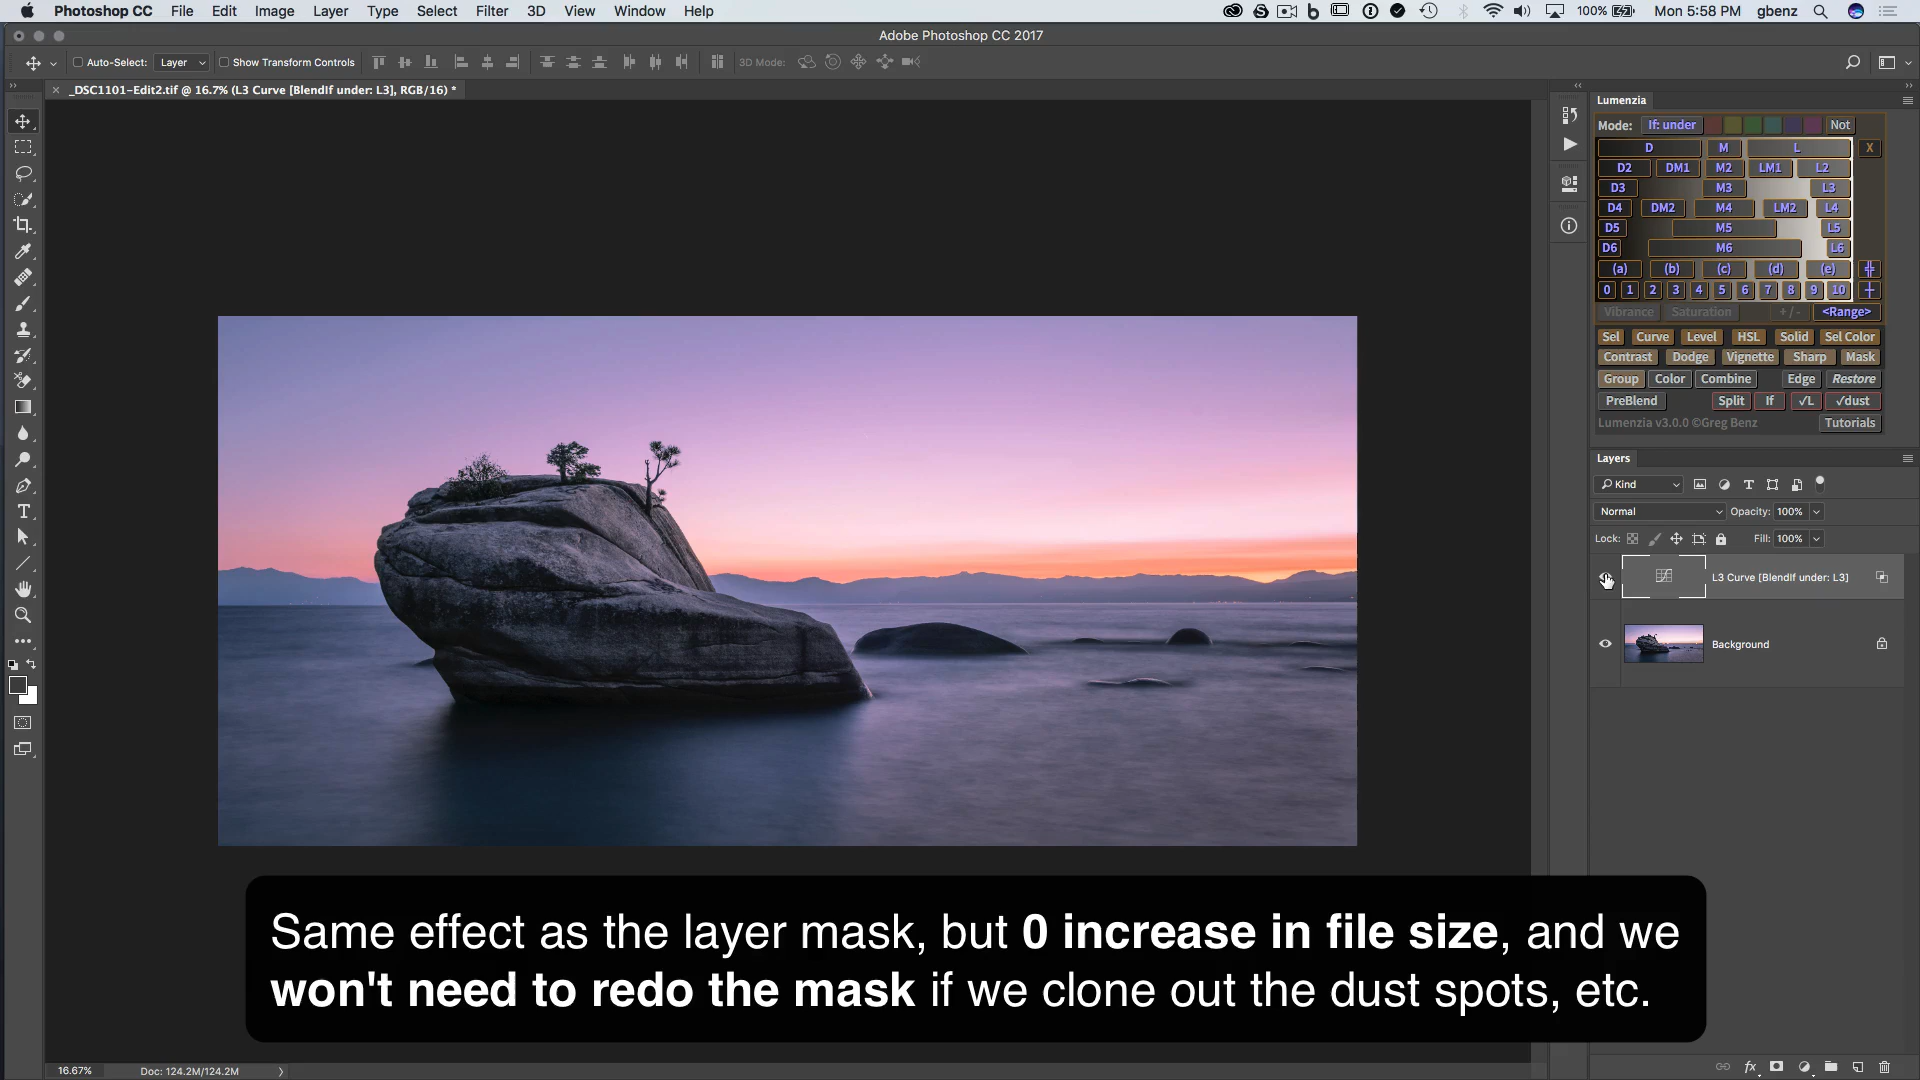 Photoshop CC File Edit Image Layer Type Select Filter 3D View Window Help 100% Mon 5:58 PM gbenz
Adobe Photoshop CC 2017
Auto-Select: Layer Show Transform Controls 3D Mode:
_DSC1101-Edit2.tif @ 16.7% (L3 Curve [BlendIf under: L3], RGB/16) *
Lumenzia
Mode: If: under Not
D M L X
D2 DM1 M2 LM1 L2
D3 M3 L3
D4 DM2 M4 LM2 L4
D5 M5 L5
D6 M6 L6
(a) (b) (c) (d) (e)
0 1 2 3 4 5 6 7 8 9 10
Vibrance Saturation + / - <Range>
Sel Curve Level HSL Solid Sel Color
Contrast Dodge Vignette Sharp Mask
Group Color Combine Edge Restore
PreBlend Split If √L √dust
Lumenzia v3.0.0 ©Greg Benz Tutorials
Layers
Kind
Normal Opacity: 100%
Lock: Fill: 100%
L3 Curve [BlendIf under: L3]
Background
Same effect as the layer mask, but 0 increase in file size, and we
won't need to redo the mask if we clone out the dust spots, etc.
16.67% Doc: 124.2M/124.2M